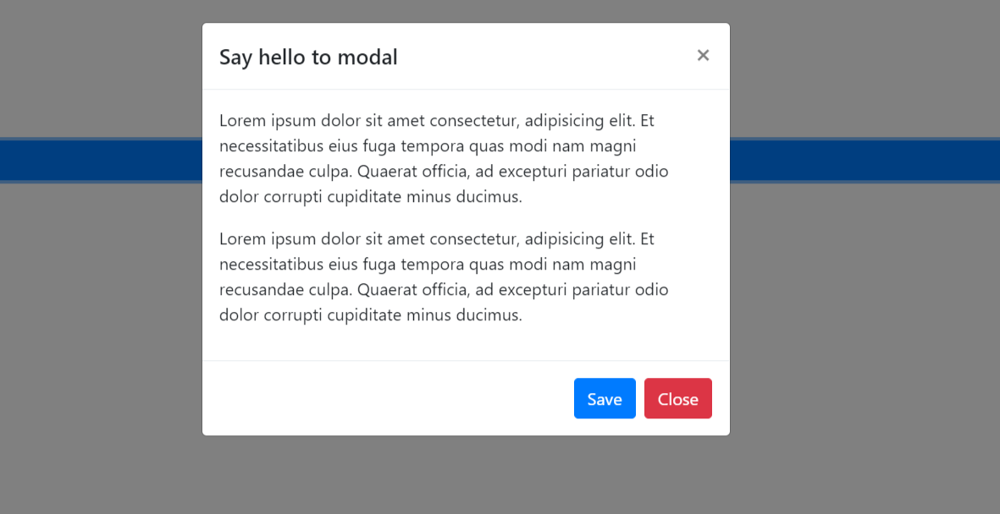 Say hello to modal
×
Lorem ipsum dolor sit amet consectetur, adipisicing elit. Et
necessitatibus eius fuga tempora quas modi nam magni
recusandae culpa. Quaerat officia, ad excepturi pariatur odio
dolor corrupti cupiditate minus ducimus.
Lorem ipsum dolor sit amet consectetur, adipisicing elit. Et
necessitatibus eius fuga tempora quas modi nam magni
recusandae culpa. Quaerat officia, ad excepturi pariatur odio
dolor corrupti cupiditate minus ducimus.
Save Close